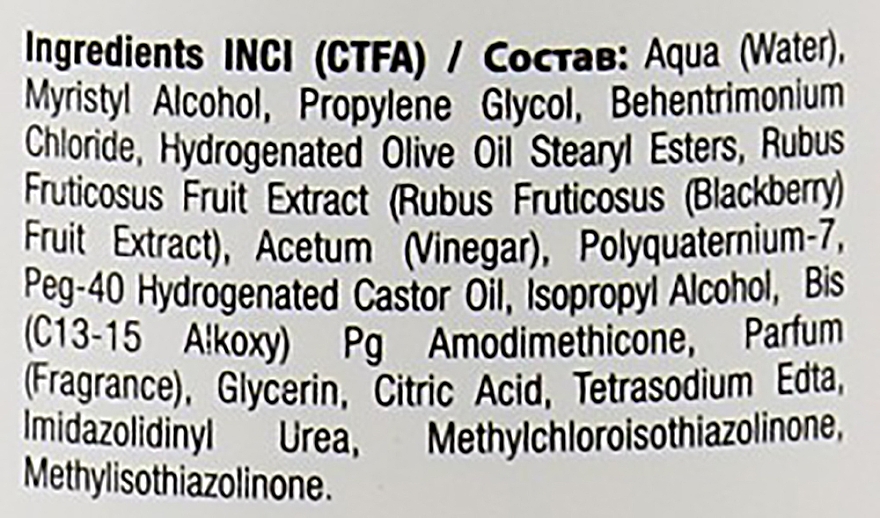 Ingredients INCI (CTFA) / Состав: Aqua (Water),
Myristyl Alcohol, Propylene Glycol, Behentrimonium
Chloride, Hydrogenated Olive Oil Stearyl Esters, Rubus
Fruticosus Fruit Extract (Rubus Fruticosus (Blackberry)
Fruit Extract), Acetum (Vinegar), Polyquaternium-7,
Peg-40 Hydrogenated Castor Oil, Isopropyl Alcohol, Bis
(C13-15 Alkoxy) Pg Amodimethicone, Parfum
(Fragrance), Glycerin, Citric Acid, Tetrasodium Edta,
Imidazolidinyl Urea, Methylchloroisothiazolinone,
Methylisothiazolinone.